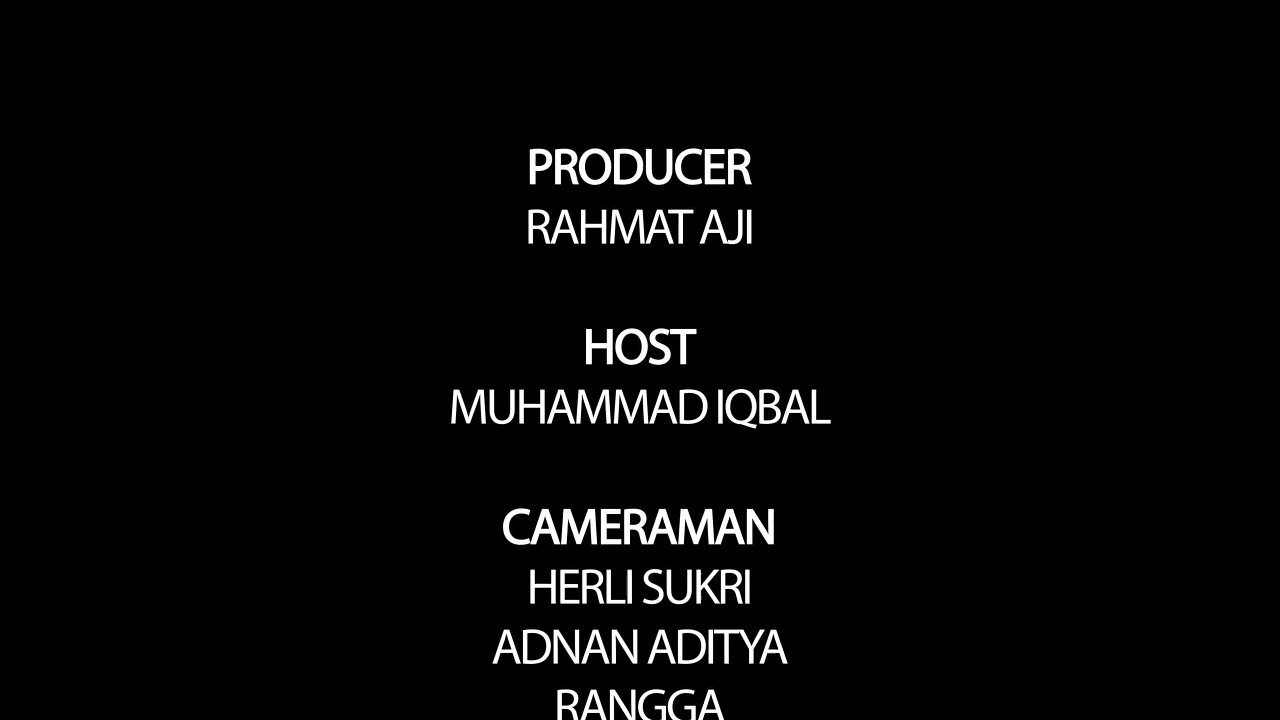 PRODUCER
RAHMAT AJI
HOST
MUHAMMAD IQBAL
CAMERAMAN
HERLI SUKRI
ADNAN ADITYA
RANGGA